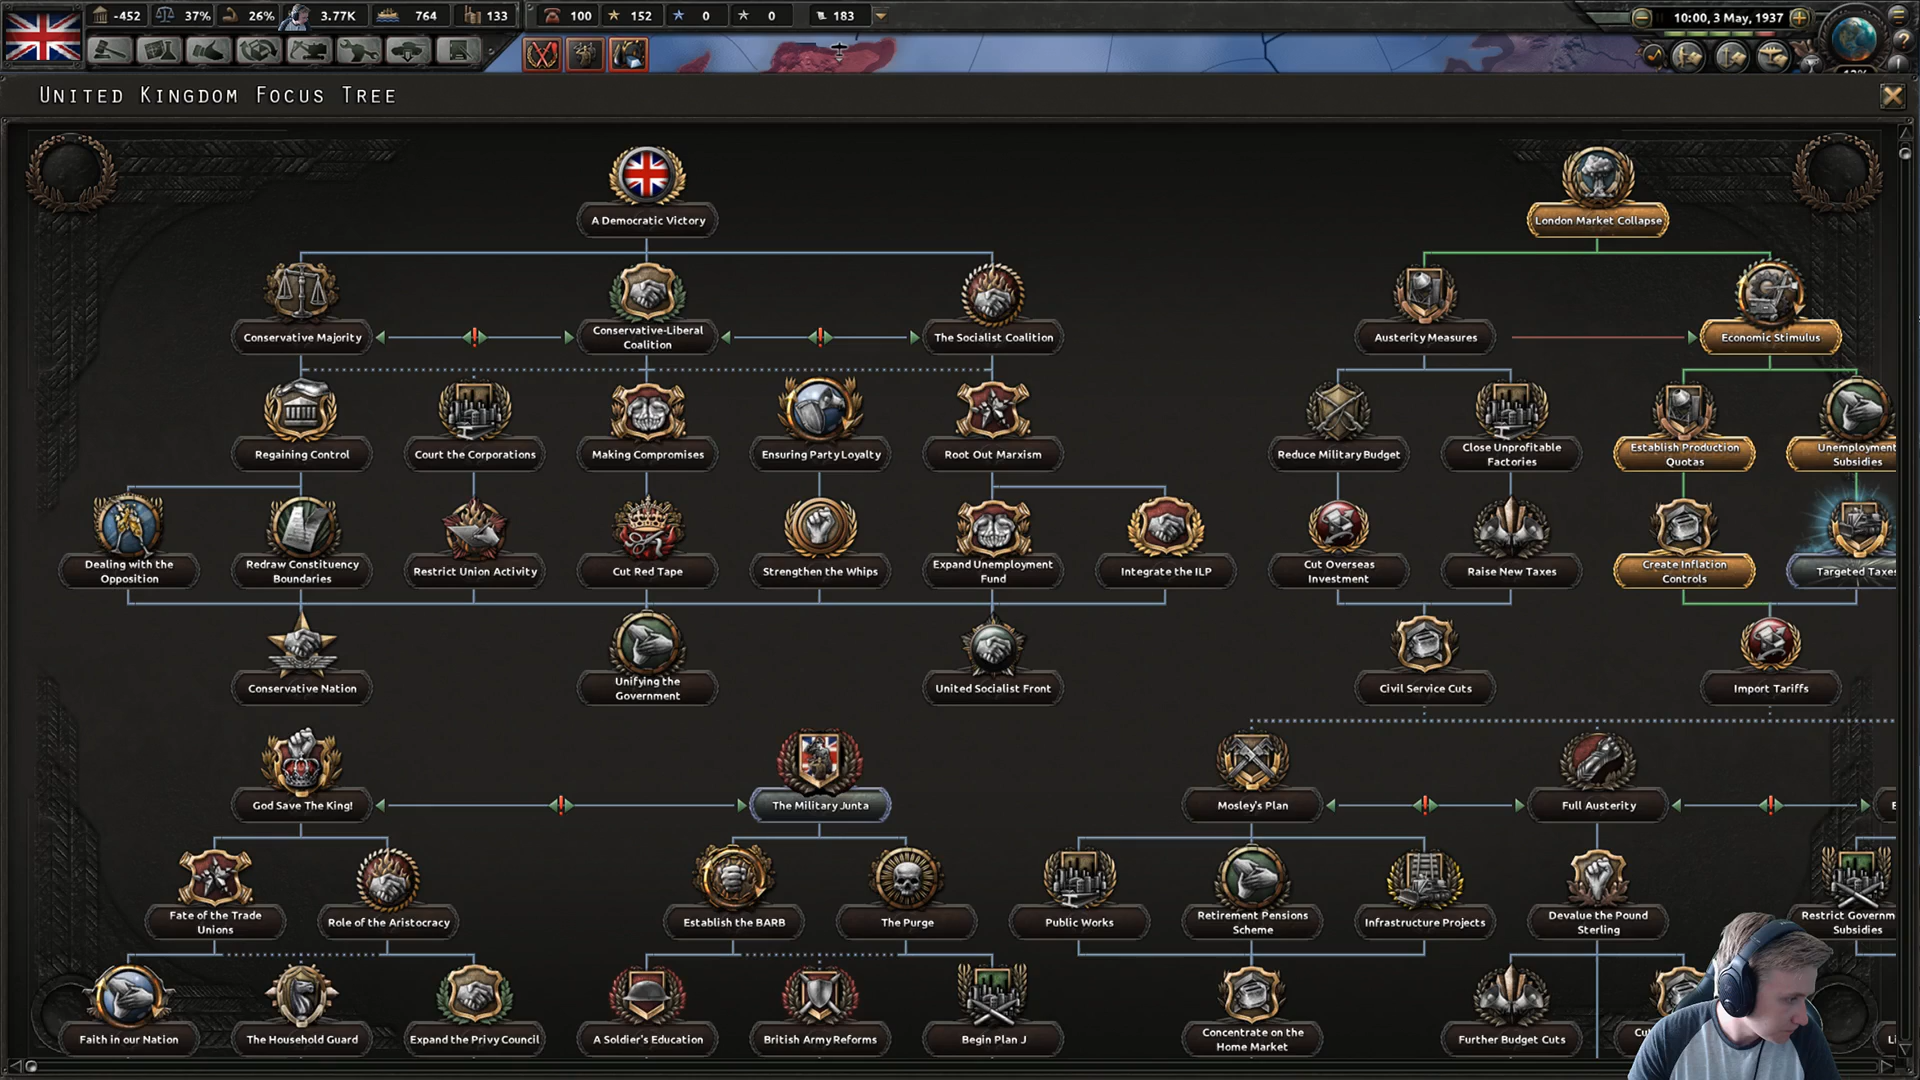 -452 37% 26% 3.77K 764 133 100 152 0 0 183 10:00, 3 May, 1937
United Kingdom Focus Tree
A Democratic Victory
London Market Collapse
Conservative Majority
Conservative-Liberal
Coalition
The Socialist Coalition
Austerity Measures
Economic Stimulus
Regaining Control
Court the Corporations
Making Compromises
Ensuring Party Loyalty
Root Out Marxism
Reduce Military Budget
Close Unprofitable
Factories
Establish Production
Quotas
Unemployment
Subsidies
Dealing with the
Opposition
Redraw Constituency
Boundaries
Restrict Union Activity
Cut Red Tape
Strengthen the Whips
Expand Unemployment
Fund
Integrate the ILP
Cut Overseas
Investment
Raise New Taxes
Create Inflation
Controls
Targeted Taxes
Conservative Nation
Unifying the
Government
United Socialist Front
Civil Service Cuts
Import Tariffs
God Save The King!
The Military Junta
Mosley's Plan
Full Austerity
Fate of the Trade
Unions
Role of the Aristocracy
Establish the BARB
The Purge
Public Works
Retirement Pensions
Scheme
Infrastructure Projects
Devalue the Pound
Sterling
Restrict Governm
Subsidies
Faith in our Nation
The Household Guard
Expand the Privy Council
A Soldier's Education
British Army Reforms
Begin Plan J
Concentrate on the
Home Market
Further Budget Cuts